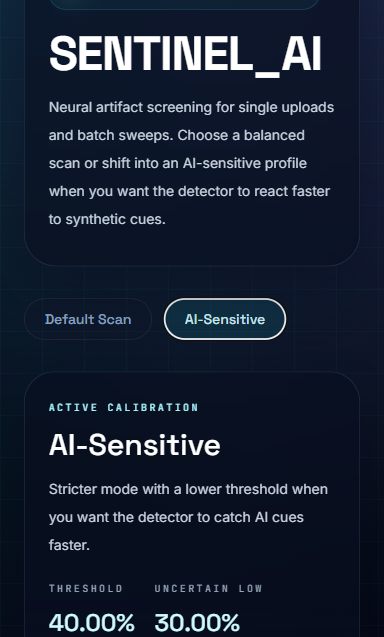 SENTINEL_AI
Neural artifact screening for single uploads
and batch sweeps. Choose a balanced
scan or shift into an AI-sensitive profile
when you want the detector to react faster
to synthetic cues.
Default Scan
AI-Sensitive
ACTIVE CALIBRATION
AI-Sensitive
Stricter mode with a lower threshold when
you want the detector to catch AI cues
faster.
THRESHOLD
UNCERTAIN LOW
40.00%
30.00%